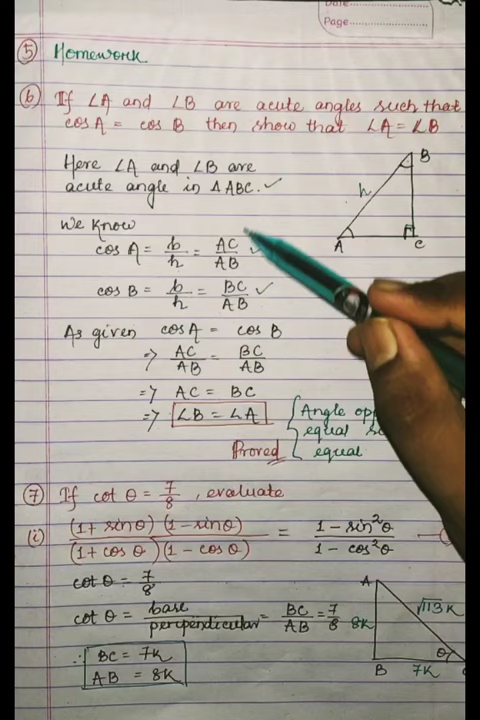 Date
Page
5 Homework
6 If ∠A and ∠B are acute angles such that
cos A = cos B then show that ∠A = ∠B
Here ∠A and ∠B are
acute angle in △ABC. ✓
We know
cos A = b/h = AC/AB ✓
cos B = b/h = BC/AB ✓
As given cos A = cos B
=> AC/AB = BC/AB
=> AC = BC
=> ∠B = ∠A
{ Angle
equal
equal
Proved
B
h
A
C
7 If cot θ = 7/8, evaluate
(i) (1+ sin θ) (1 - sin θ) / (1 + cos θ)(1 - cos θ) = 1 - sin²θ / 1 - cos²θ
cot θ = 7/8
cot θ = base/perpendicular = BC/AB = 7/8
∴ BC = 7K
AB = 8K
A
√113 K
8K
θ
B
7K